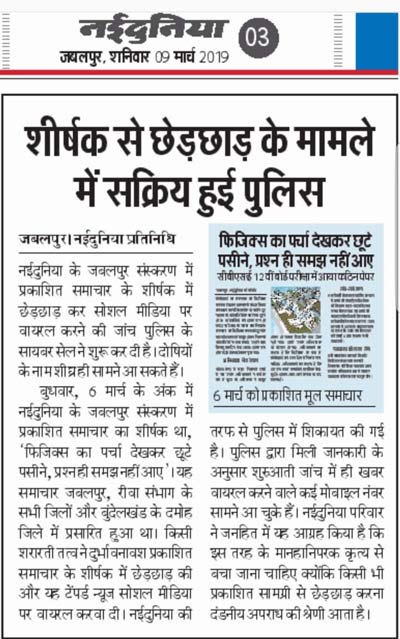 नईदुनिया
03
जबलपुर, शनिवार 09 मार्च 2019
शीर्षक से छेड़छाड़ के मामले
में सक्रिय हुई पुलिस
जबलपुर। नईदुनिया प्रतिनिधि
नईदुनिया के जबलपुर संस्करण में
प्रकाशित समाचार के शीर्षक में
छेड़छाड़ कर सोशल मीडिया पर
वायरल करने की जांच पुलिस के
सायबर सेल ने शुरू कर दी है। दोषियों
के नाम शीघ्र ही सामने आ सकते हैं।
बुधवार, 6 मार्च के अंक में
नईदुनिया के जबलपुर संस्करण में
प्रकाशित समाचार का शीर्षक था,
'फिजिक्स का पर्चा देखकर छूटे
पसीने, प्रश्न ही समझ नहीं आए'। यह
समाचार जबलपुर, रीवा संभाग के
सभी जिलों और बुंदेलखंड के दमोह
जिले में प्रसारित हुआ था। किसी
शरारती तत्व ने दुर्भावनावश प्रकाशित
समाचार के शीर्षक में छेड़छाड़ की
और यह टेंपर्ड न्यूज सोशल मीडिया
पर वायरल करवा दी। नईदुनिया की
फिजिक्स का पर्चा देखकर छूटे
पसीने, प्रश्न ही समझ नहीं आए
सीबीएसई 12वीं बोर्ड परीक्षा में आया कठिन पेपर
6 मार्च को प्रकाशित मूल समाचार
तरफ से पुलिस में शिकायत की गई
है। पुलिस द्वारा मिली जानकारी के
अनुसार शुरुआती जांच में ही खबर
वायरल करने वाले कई मोबाइल नंबर
सामने आ चुके हैं। नईदुनिया परिवार
ने जनहित में यह आग्रह किया है कि
इस तरह के मानहानिपरक कृत्य से
बचा जाना चाहिए क्योंकि किसी भी
प्रकाशित सामग्री से छेड़छाड़ करना
दंडनीय अपराध की श्रेणी आता है।